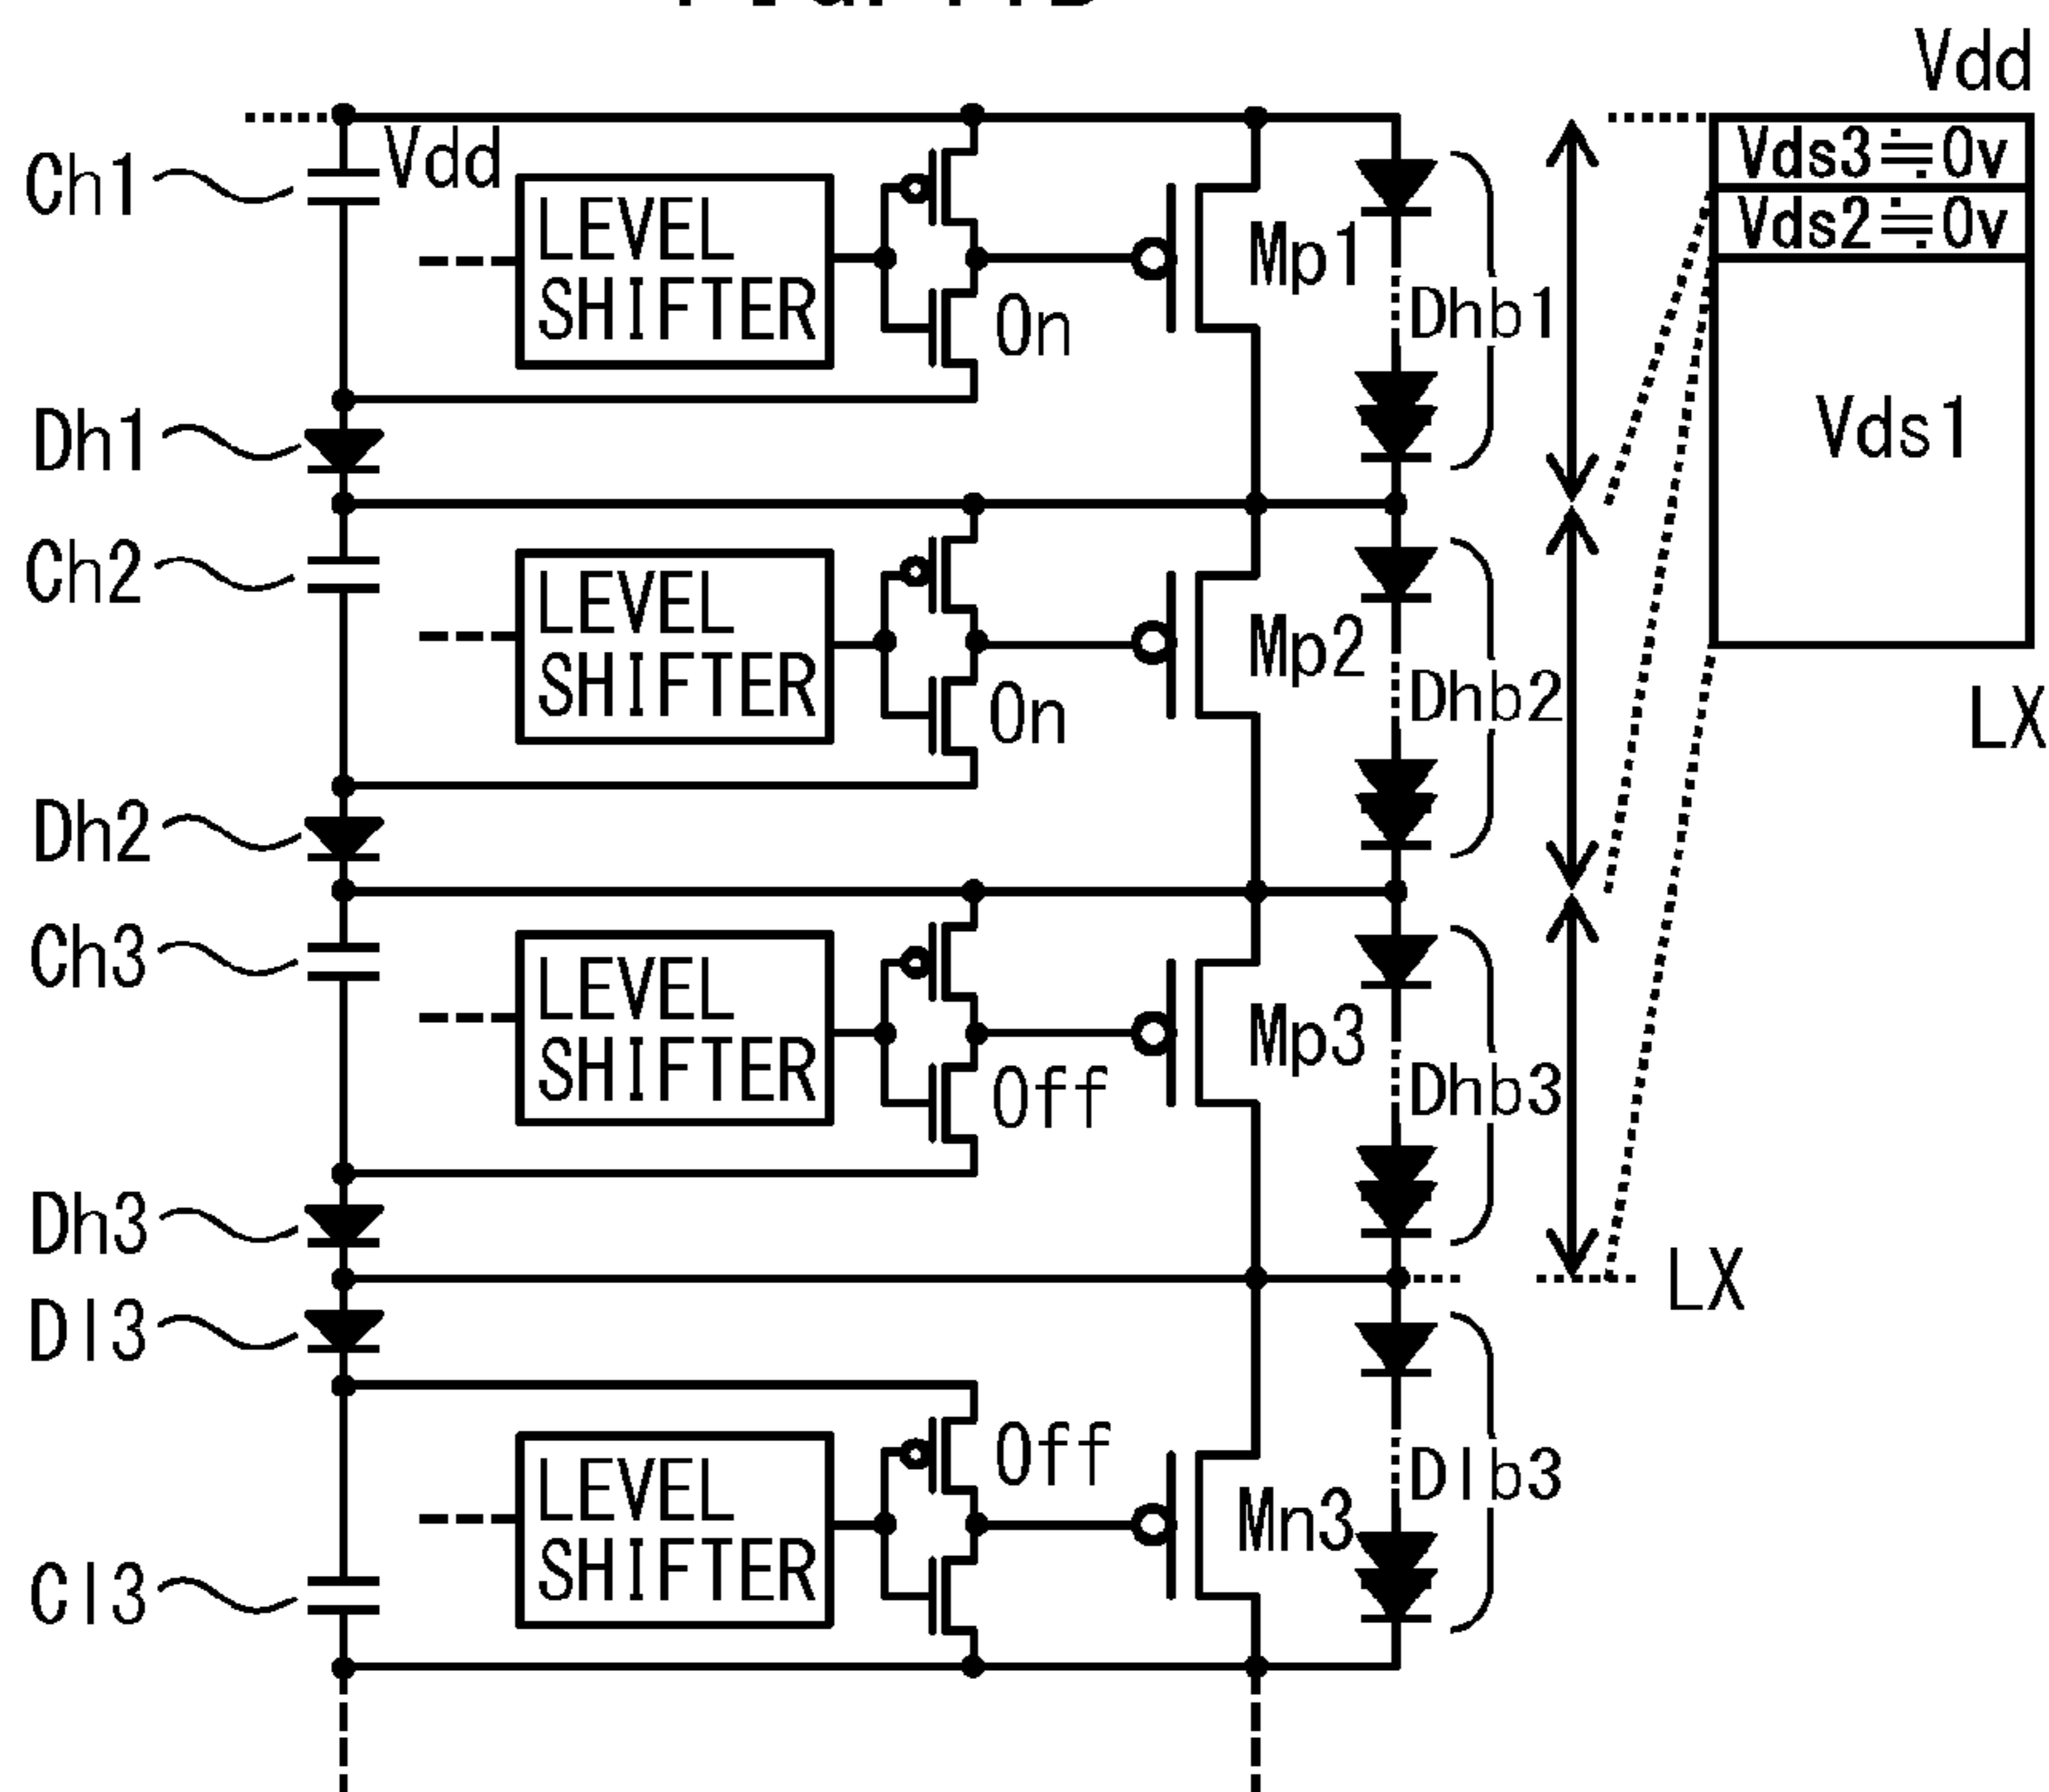 Vdd
Vdd
Vds3≒0v
Vds2≒0v
Vds1
LX
Ch1
LEVEL
SHIFTER
On
Mp1
Dhb1
Dh1
Ch2
LEVEL
SHIFTER
On
Mp2
Dhb2
Dh2
Ch3
LEVEL
SHIFTER
Off
Mp3
Dhb3
Dh3
LX
Dl3
LEVEL
SHIFTER
Off
Mn3
Dlb3
Cl3